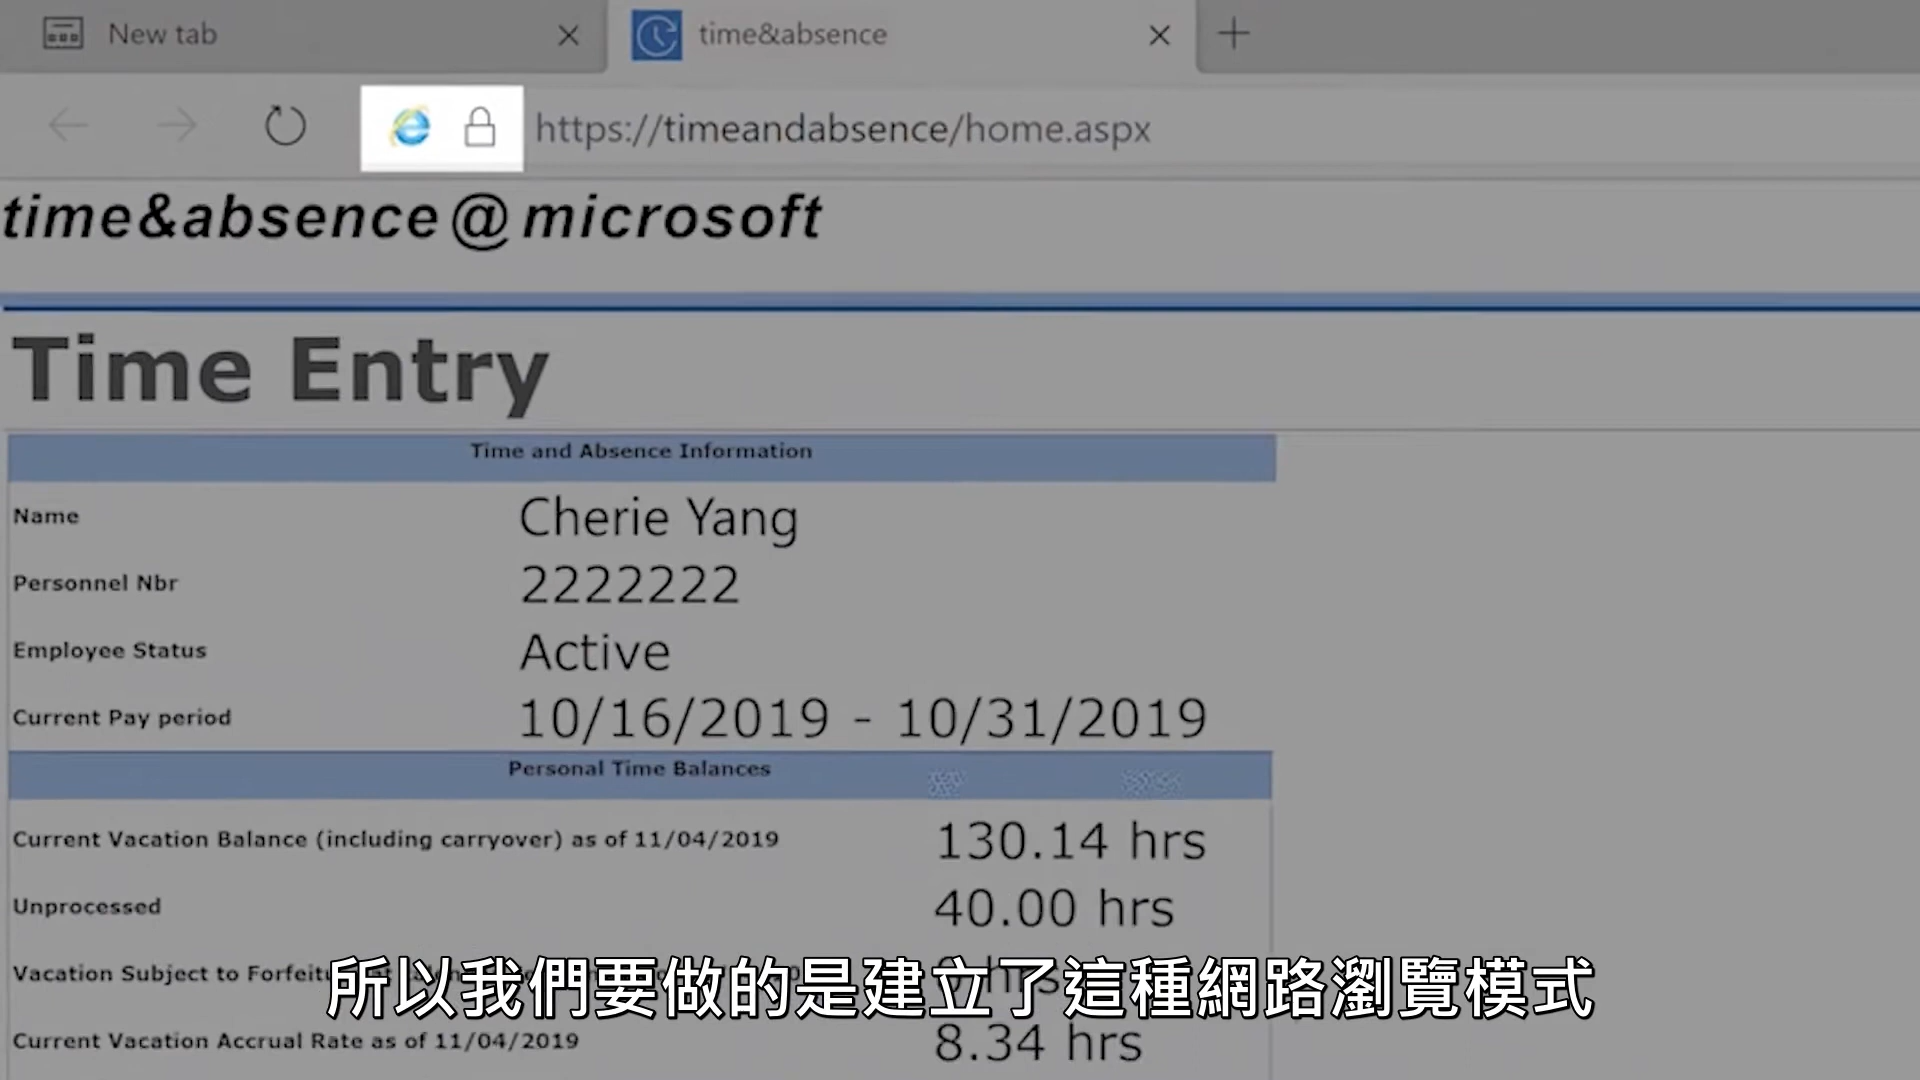 New tab
time&absence
https://timeandabsence/home.aspx
time&absence@microsoft
Time Entry
Time and Absence Information
Name Cherie Yang
Personnel Nbr 2222222
Employee Status Active
Current Pay period 10/16/2019 - 10/31/2019
Personal Time Balances
Current Vacation Balance (including carryover) as of 11/04/2019 130.14 hrs
Unprocessed 40.00 hrs
Vacation Subject to 0 hrs
所以我們要做的是建立了這種網路瀏覽模式
Current Vacation Accrual Rate as of 11/04/2019 8.34 hrs